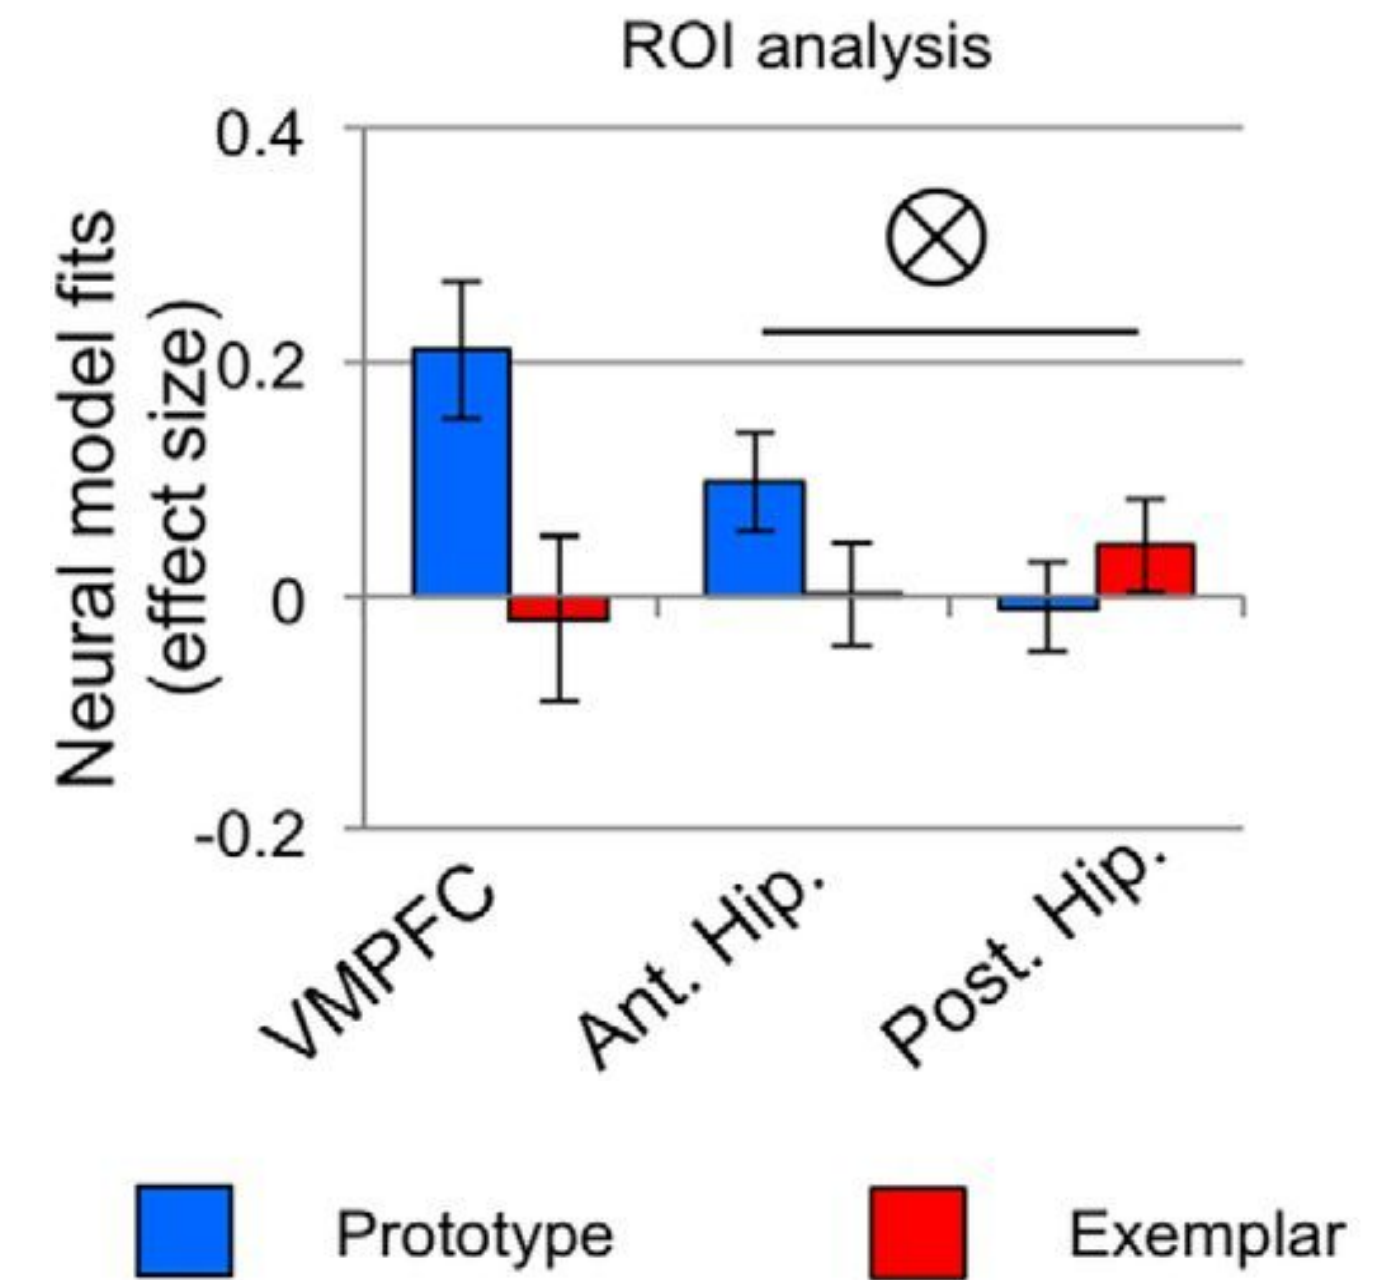 ROI analysis
Neural model fits
(effect size)
0.4
0.2
0
-0.2
VMPFC
Ant. Hip.
Post. Hip.
Prototype
Exemplar